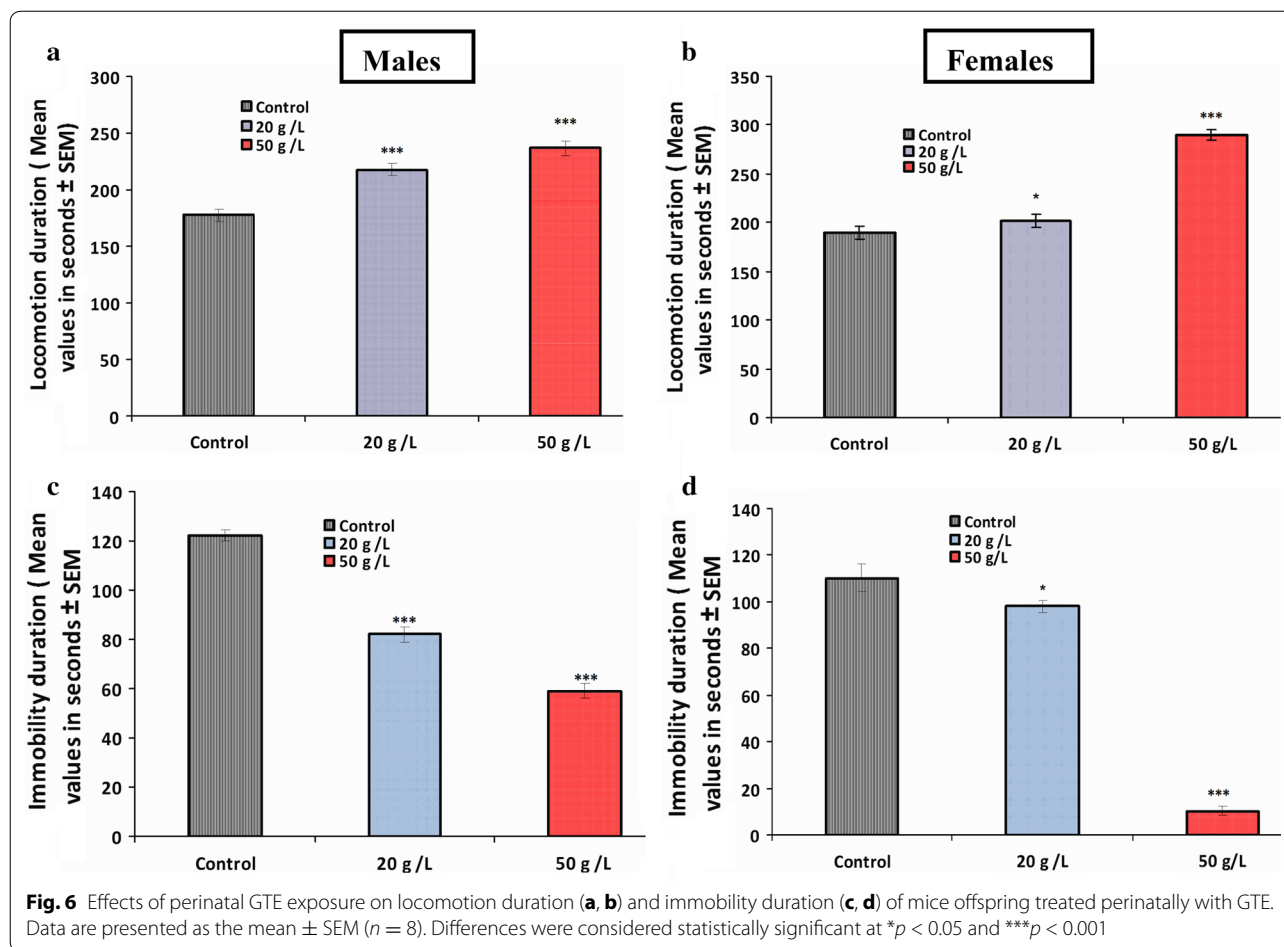 a
Males
Locomotion duration ( Mean
values in seconds ± SEM)
300
250
200
150
100
50
0
Control
20 g /L
50 g /L
***
***
Control
20 g /L
50 g /L
b
Females
Locomotion duration ( Mean
values in seconds ± SEM)
350
300
250
200
150
100
50
0
Control
20 g /L
50 g/L
*
***
Control
20 g /L
50 g/L
c
Immobility duration ( Mean
values in seconds ± SEM
140
120
100
80
60
40
20
0
Control
20 g /L
50 g /L
***
***
Control
20 g /L
50 g /L
d
Immobility duration ( Mean
values in seconds ± SEM
140
120
100
80
60
40
20
0
Control
20 g /L
50 g/L
*
***
Control
20 g /L
50 g/L
Fig. 6 Effects of perinatal GTE exposure on locomotion duration (a, b) and immobility duration (c, d) of mice offspring treated perinatally with GTE.
Data are presented as the mean ± SEM (n = 8). Differences were considered statistically significant at *p < 0.05 and ***p < 0.001